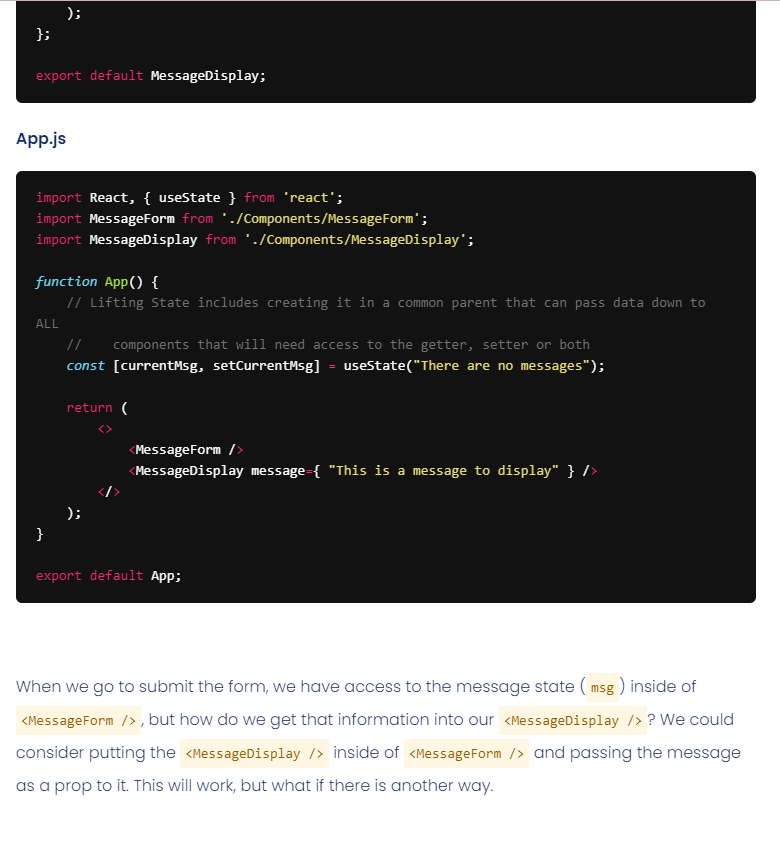 );
};
export default MessageDisplay;
App.js
import React, { useState } from 'react';
import MessageForm from './Components/MessageForm';
import MessageDisplay from './Components/MessageDisplay';
function App() {
    // Lifting State includes creating it in a common parent that can pass data down to
ALL
    //    components that will need access to the getter, setter or both
    const [currentMsg, setCurrentMsg] = useState("There are no messages");
    return (
        <>
            <MessageForm />
            <MessageDisplay message={ "This is a message to display" } />
        </>
    );
}
export default App;
When we go to submit the form, we have access to the message state ( msg ) inside of
<MessageForm /> , but how do we get that information into our <MessageDisplay /> ? We could
consider putting the <MessageDisplay /> inside of <MessageForm /> and passing the message
as a prop to it. This will work, but what if there is another way.